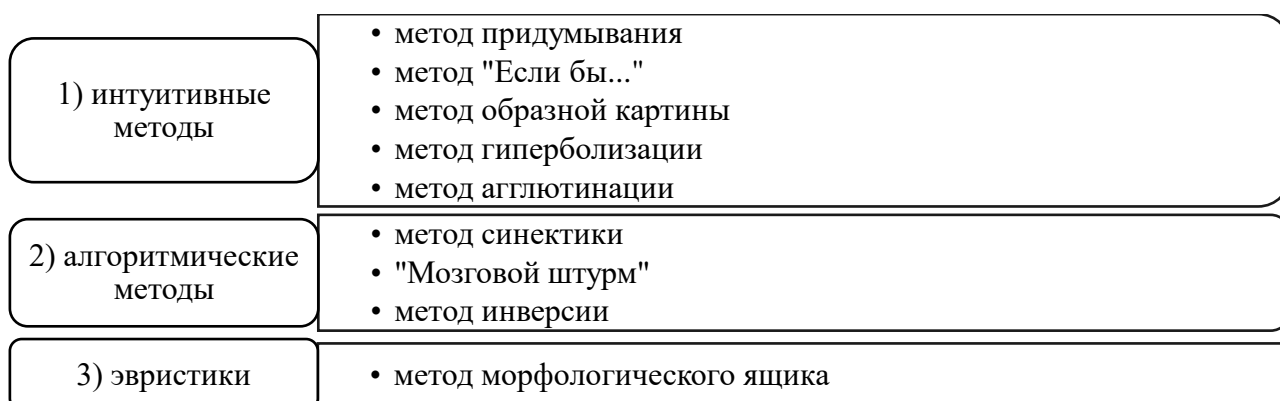 1) интуитивные
методы
• метод придумывания
• метод "Если бы..."
• метод образной картины
• метод гиперболизации
• метод агглютинации
2) алгоритмические
методы
• метод синектики
• "Мозговой штурм"
• метод инверсии
3) эвристики
• метод морфологического ящика